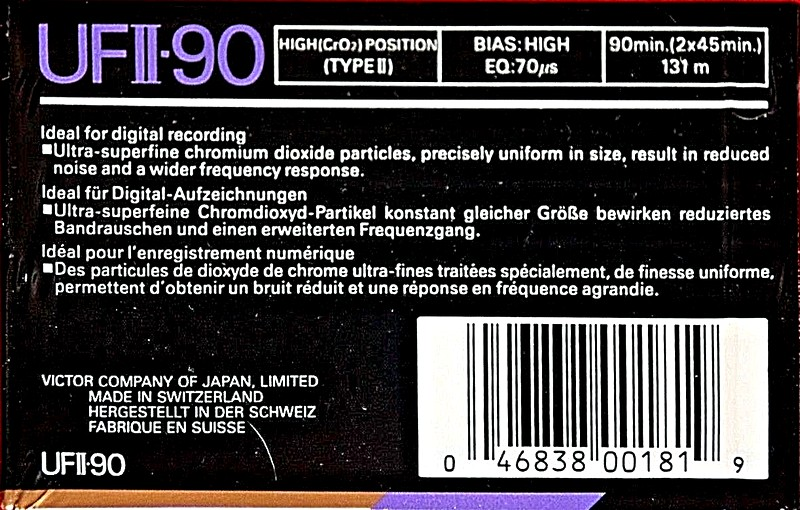 UFII·90
HIGH(CrO₂) POSITION
(TYPE II)
BIAS: HIGH
EQ:70µs
90min.(2x45min.)
131 m
Ideal for digital recording
■Ultra-superfine chromium dioxide particles, precisely uniform in size, result in reduced
noise and a wider frequency response.
Ideal für Digital-Aufzeichnungen
■Ultra-superfeine Chromdioxyd-Partikel konstant gleicher Größe bewirken reduziertes
Bandrauschen und einen erweiterten Frequenzgang.
Idéal pour l'enregistrement numérique
■Des particules de dioxyde de chrome ultra-fines traitées spécialement, de finesse uniforme,
permettent d'obtenir un bruit réduit et une réponse en fréquence agrandie.
VICTOR COMPANY OF JAPAN, LIMITED
MADE IN SWITZERLAND
HERGESTELLT IN DER SCHWEIZ
FABRIQUE EN SUISSE
UFII·90
0 46838 00181 9